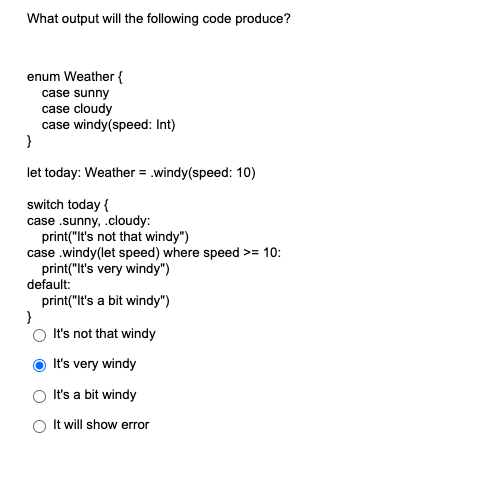 What output will the following code produce?
enum Weather {
case sunny
case cloudy
case windy(speed: Int)
}
let today: Weather = .windy(speed: 10)
switch today {
case .sunny, .cloudy:
print("It's not that windy")
case .windy(let speed) where speed >= 10:
print("It's very windy")
default:
print("It's a bit windy")
}
It's not that windy
It's very windy
It's a bit windy
It will show error